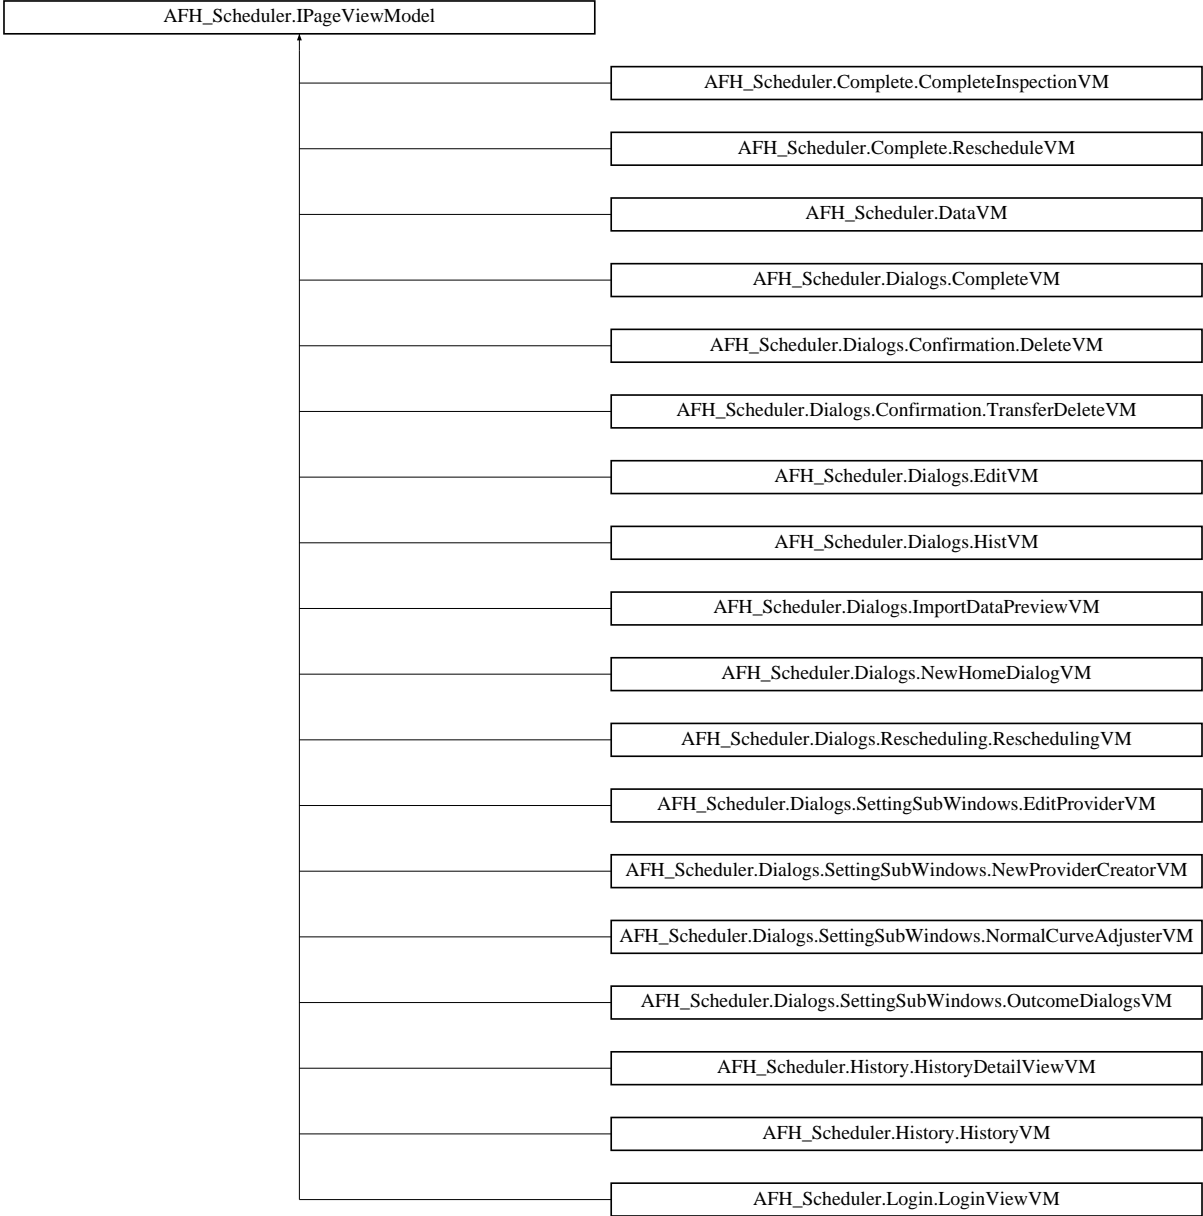 AFH_Scheduler.IPageViewModel
AFH_Scheduler.Complete.CompleteInspectionVM
AFH_Scheduler.Complete.RescheduleVM
AFH_Scheduler.DataVM
AFH_Scheduler.Dialogs.CompleteVM
AFH_Scheduler.Dialogs.Confirmation.DeleteVM
AFH_Scheduler.Dialogs.Confirmation.TransferDeleteVM
AFH_Scheduler.Dialogs.EditVM
AFH_Scheduler.Dialogs.HistVM
AFH_Scheduler.Dialogs.ImportDataPreviewVM
AFH_Scheduler.Dialogs.NewHomeDialogVM
AFH_Scheduler.Dialogs.Rescheduling.ReschedulingVM
AFH_Scheduler.Dialogs.SettingSubWindows.EditProviderVM
AFH_Scheduler.Dialogs.SettingSubWindows.NewProviderCreatorVM
AFH_Scheduler.Dialogs.SettingSubWindows.NormalCurveAdjusterVM
AFH_Scheduler.Dialogs.SettingSubWindows.OutcomeDialogsVM
AFH_Scheduler.History.HistoryDetailViewVM
AFH_Scheduler.History.HistoryVM
AFH_Scheduler.Login.LoginViewVM